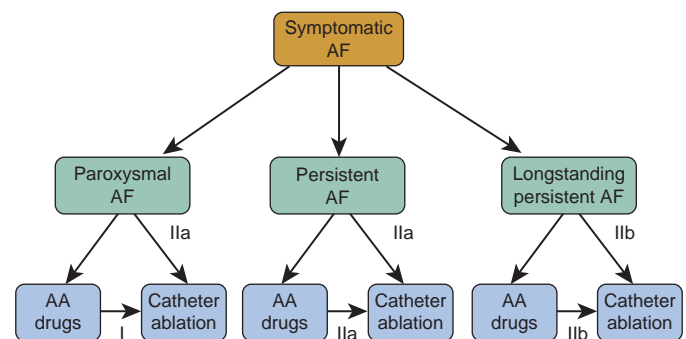 Symptomatic
AF
Paroxysmal
AF
Persistent
AF
Longstanding
persistent AF
IIa
IIa
IIb
AA
drugs
I
Catheter
ablation
AA
drugs
IIa
Catheter
ablation
AA
drugs
IIb
Catheter
ablation